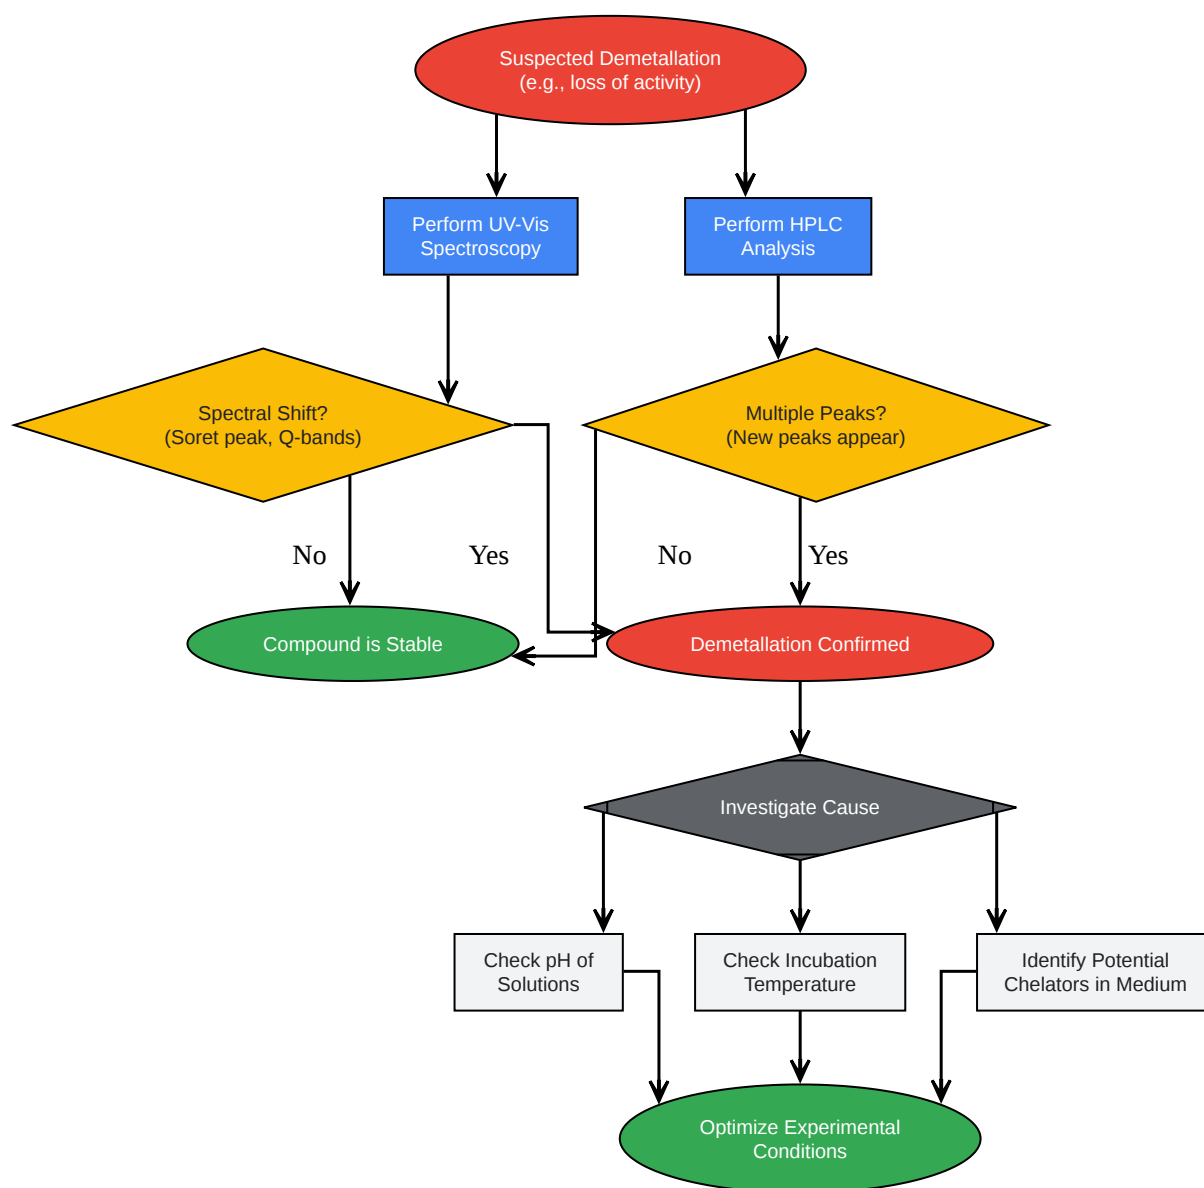 Suspected Demetallation
(e.g., loss of activity)
Perform UV-Vis
Spectroscopy
Perform HPLC
Analysis
Spectral Shift?
(Soret peak, Q-bands)
Multiple Peaks?
(New peaks appear)
No
Yes
No
Yes
Compound is Stable
Demetallation Confirmed
Investigate Cause
Check pH of
Solutions
Check Incubation
Temperature
Identify Potential
Chelators in Medium
Optimize Experimental
Conditions